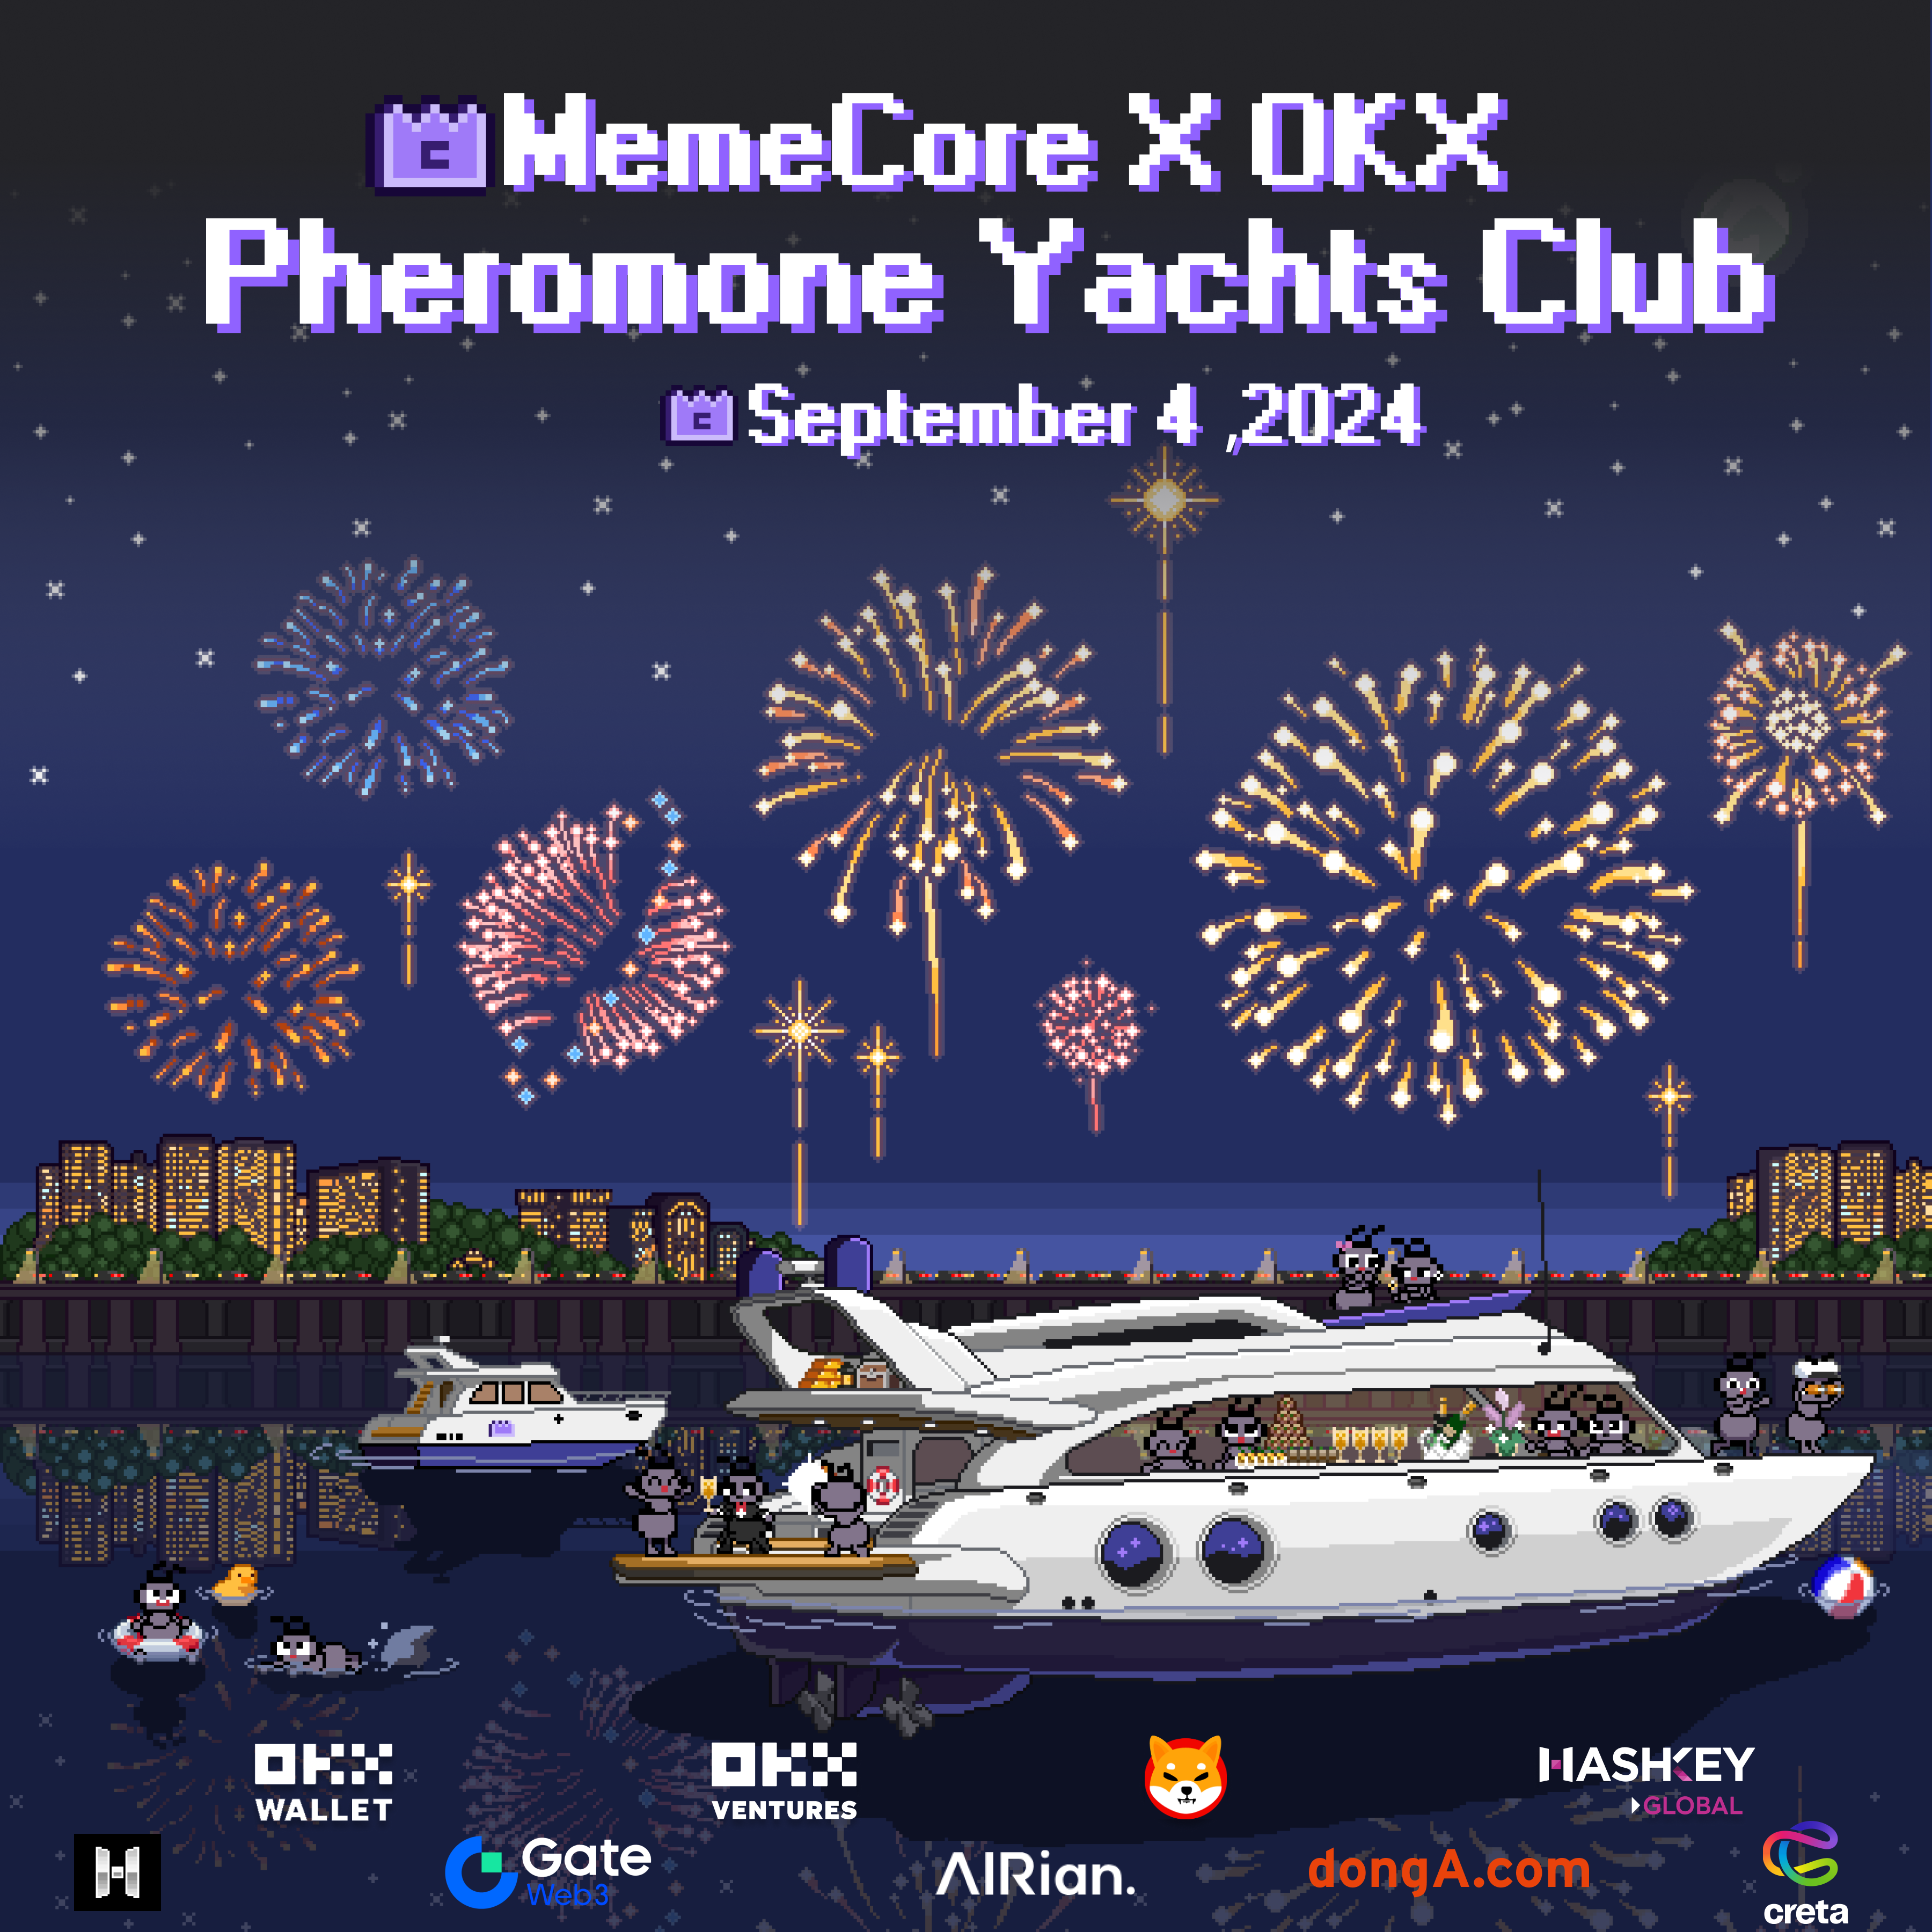 C MemeCore X OKX
Pheromone Yachts Club
C September 4 ,2024
OKX WALLET
OKX VENTURES
HASHKEY GLOBAL
H
Gate Web3
AIRian.
dongA.com
creta